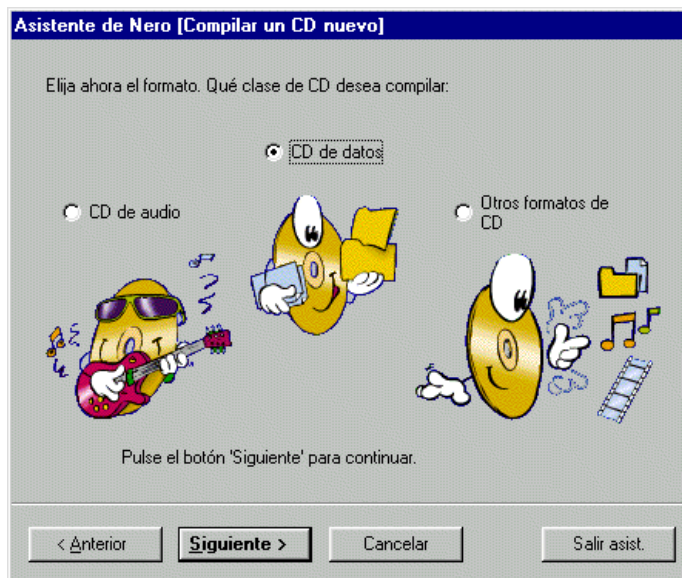 Asistente de Nero [Compilar un CD nuevo]
Elija ahora el formato. Qué clase de CD desea compilar:
CD de datos
CD de audio
Otros formatos de
CD
Pulse el botón 'Siguiente' para continuar.
< Anterior
Siguiente >
Cancelar
Salir asist.